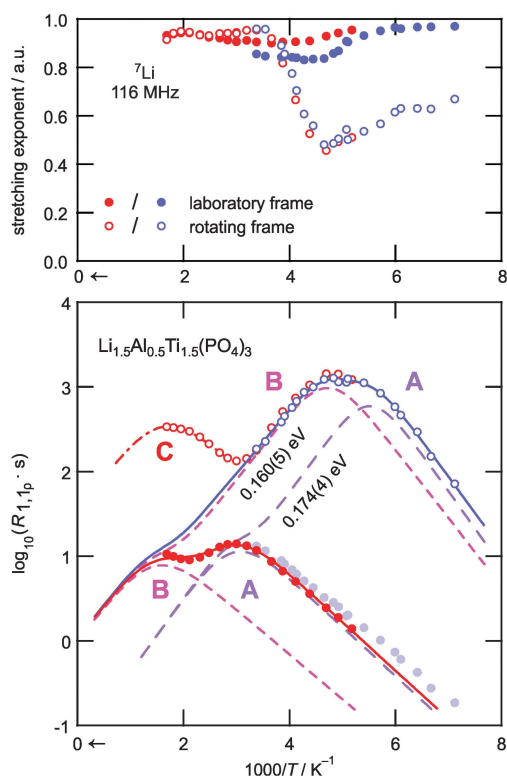 1.0
0.8
0.6
0.4
0.2
0.0
stretching exponent / a.u.
⁷Li
116 MHz
/ laboratory frame
/ rotating frame
0 ← 2 4 6 8
4
3
2
1
0
-1
log₁₀(R₁,₁ρ · s)
Li₁.₅Al₀.₅Ti₁.₅(PO₄)₃
B A
C
0.160(5) eV
0.174(4) eV
B A
0 ← 2 4 6 8
1000/T / K⁻¹